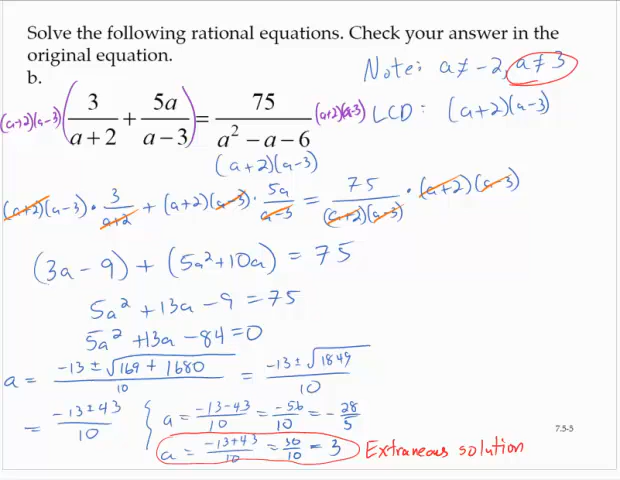 Solve the following rational equations. Check your answer in the
original equation.
Note: a ≠ -2, a ≠ 3
b.
(a+2)(a-3) ( 3/(a+2) + 5a/(a-3) ) = 75/(a² - a - 6) (a+2)(a-3)
LCD: (a+2)(a-3)
(a+2)(a-3)
(a+2)(a-3) · 3/(a+2) + (a+2)(a-3) · 5a/(a-3) = 75/((a+2)(a-3)) · (a+2)(a-3)
(3a - 9) + (5a² + 10a) = 75
5a² + 13a - 9 = 75
5a² + 13a - 84 = 0
a = (-13 ± √(169 + 1680))/10 = (-13 ± √1849)/10
= (-13 ± 43)/10 { a = (-13-43)/10 = -56/10 = -28/5
a = (-13+43)/10 = 30/10 = 3 Extraneous solution
7.5-5